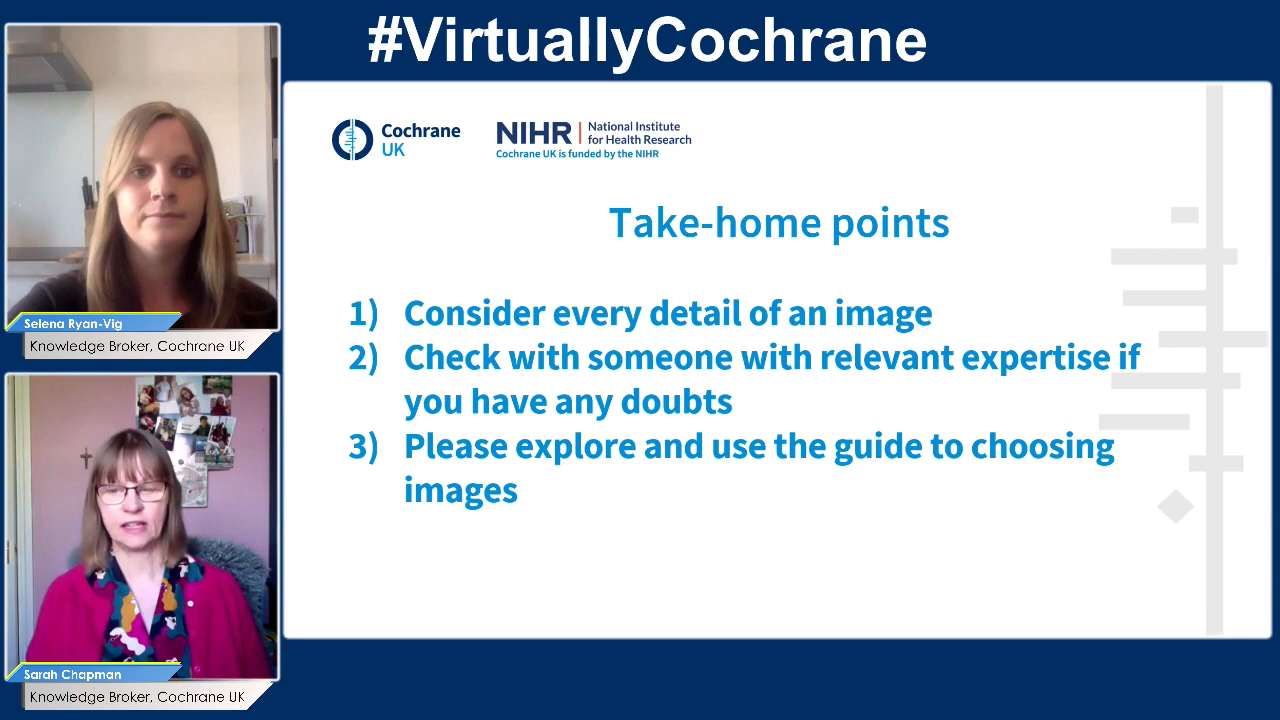 #VirtuallyCochrane
Cochrane
UK
NIHR | National Institute
for Health Research
Cochrane UK is funded by the NIHR
Take-home points
1) Consider every detail of an image
2) Check with someone with relevant expertise if
you have any doubts
3) Please explore and use the guide to choosing
images
Selena Ryan-Vig
Knowledge Broker, Cochrane UK
Sarah Chapman
Knowledge Broker, Cochrane UK